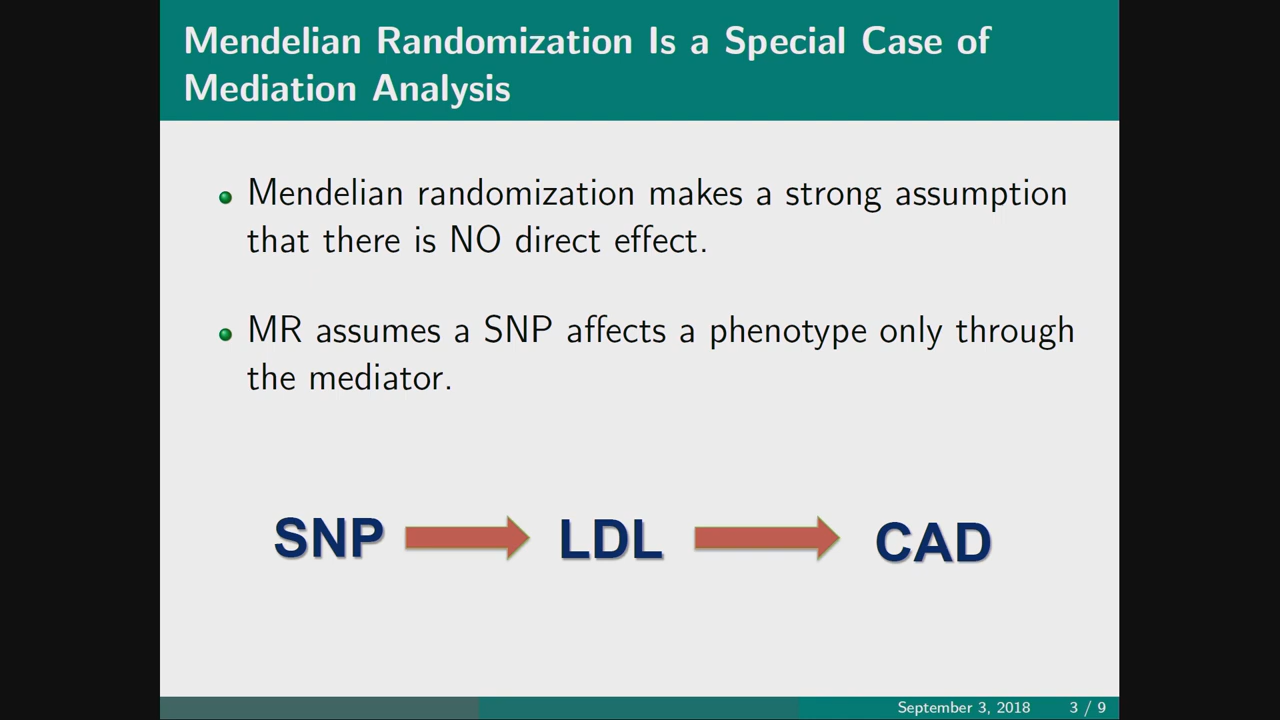 Mendelian Randomization Is a Special Case of
Mediation Analysis
Mendelian randomization makes a strong assumption
that there is NO direct effect.
MR assumes a SNP affects a phenotype only through
the mediator.
SNP LDL CAD
September 3, 2018 3 / 9